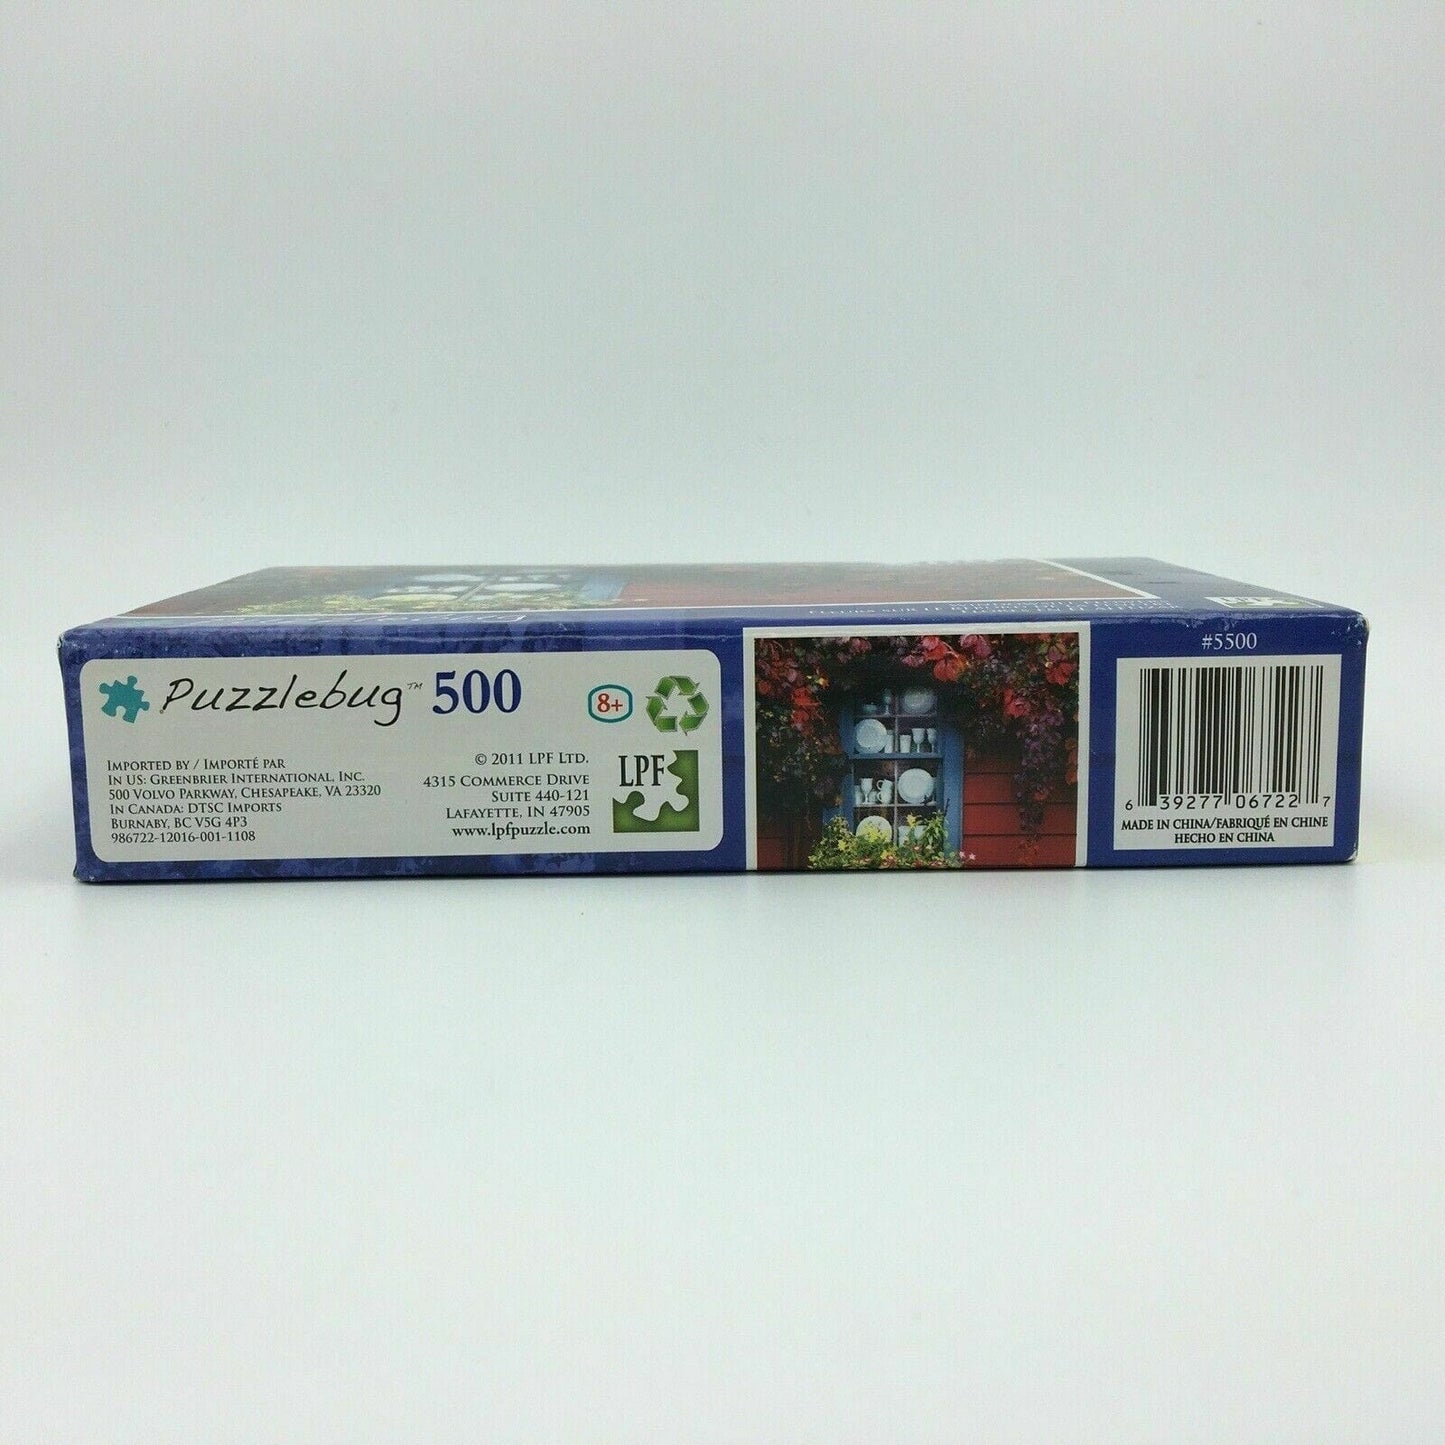 Puzzlebug™ 500
8+
Imported by / Importé par
In US: Greenbrier International, Inc.
500 Volvo Parkway, Chesapeake, VA 23320
In Canada: DTSC Imports
Burnaby, BC V5G 4P3
986722-12016-001-1108
© 2011 LPF Ltd.
4315 Commerce Drive
Suite 440-121
Lafayette, IN 47905
www.lpfpuzzle.com
LPF
#5500
6 39277 06722 7
MADE IN CHINA/FABRIQUÉ EN CHINE
HECHO EN CHINA